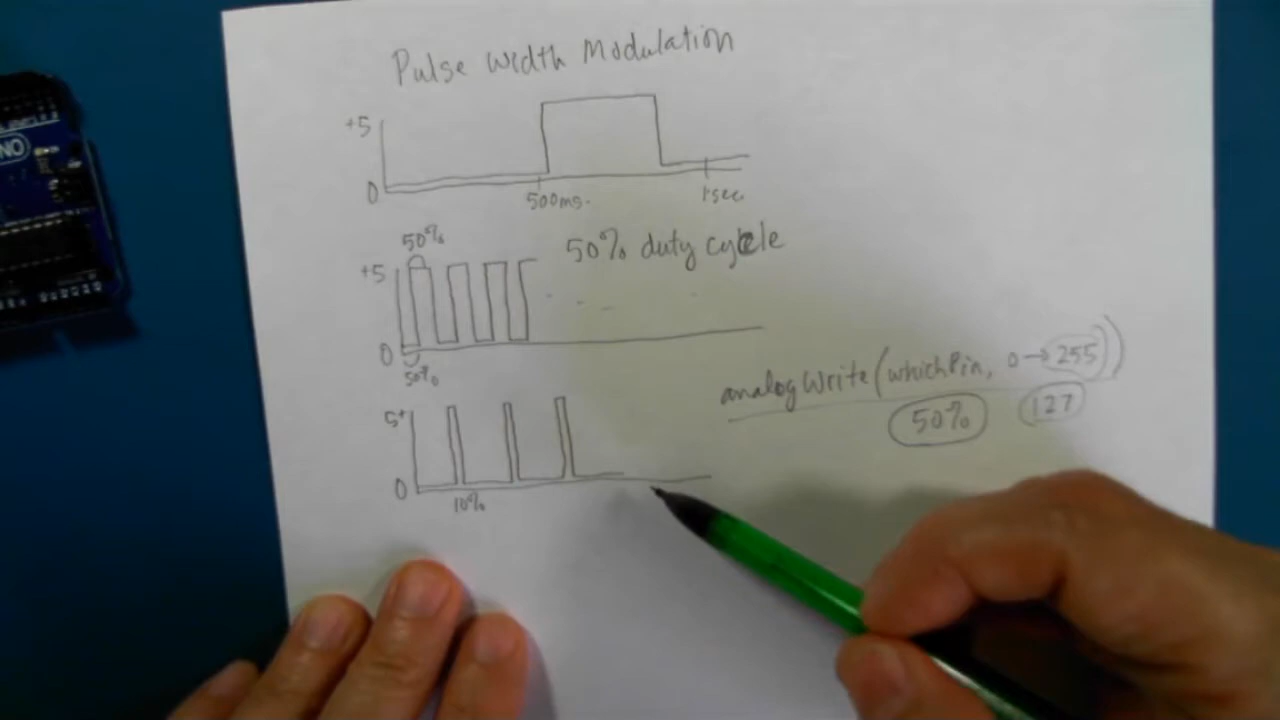 Pulse Width Modulation
+5
0
500ms.
1sec.
50%
50% duty cycle
+5
0
50%
analogWrite(whichPin, 0→255)
50% 127
5+
0
10%
NO